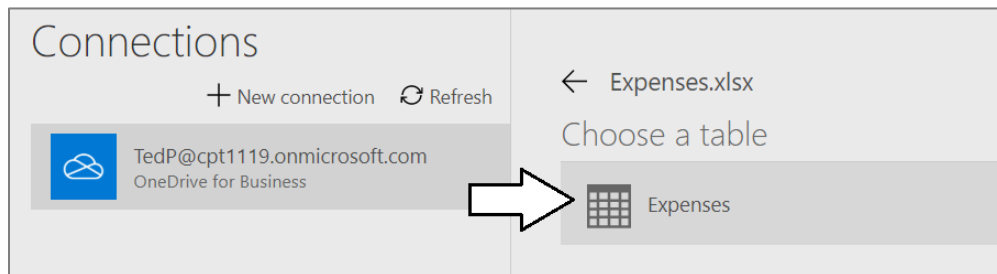 Connections
New connection
Refresh
TedP@cpt1119.onmicrosoft.com
OneDrive for Business
Expenses.xlsx
Choose a table
Expenses